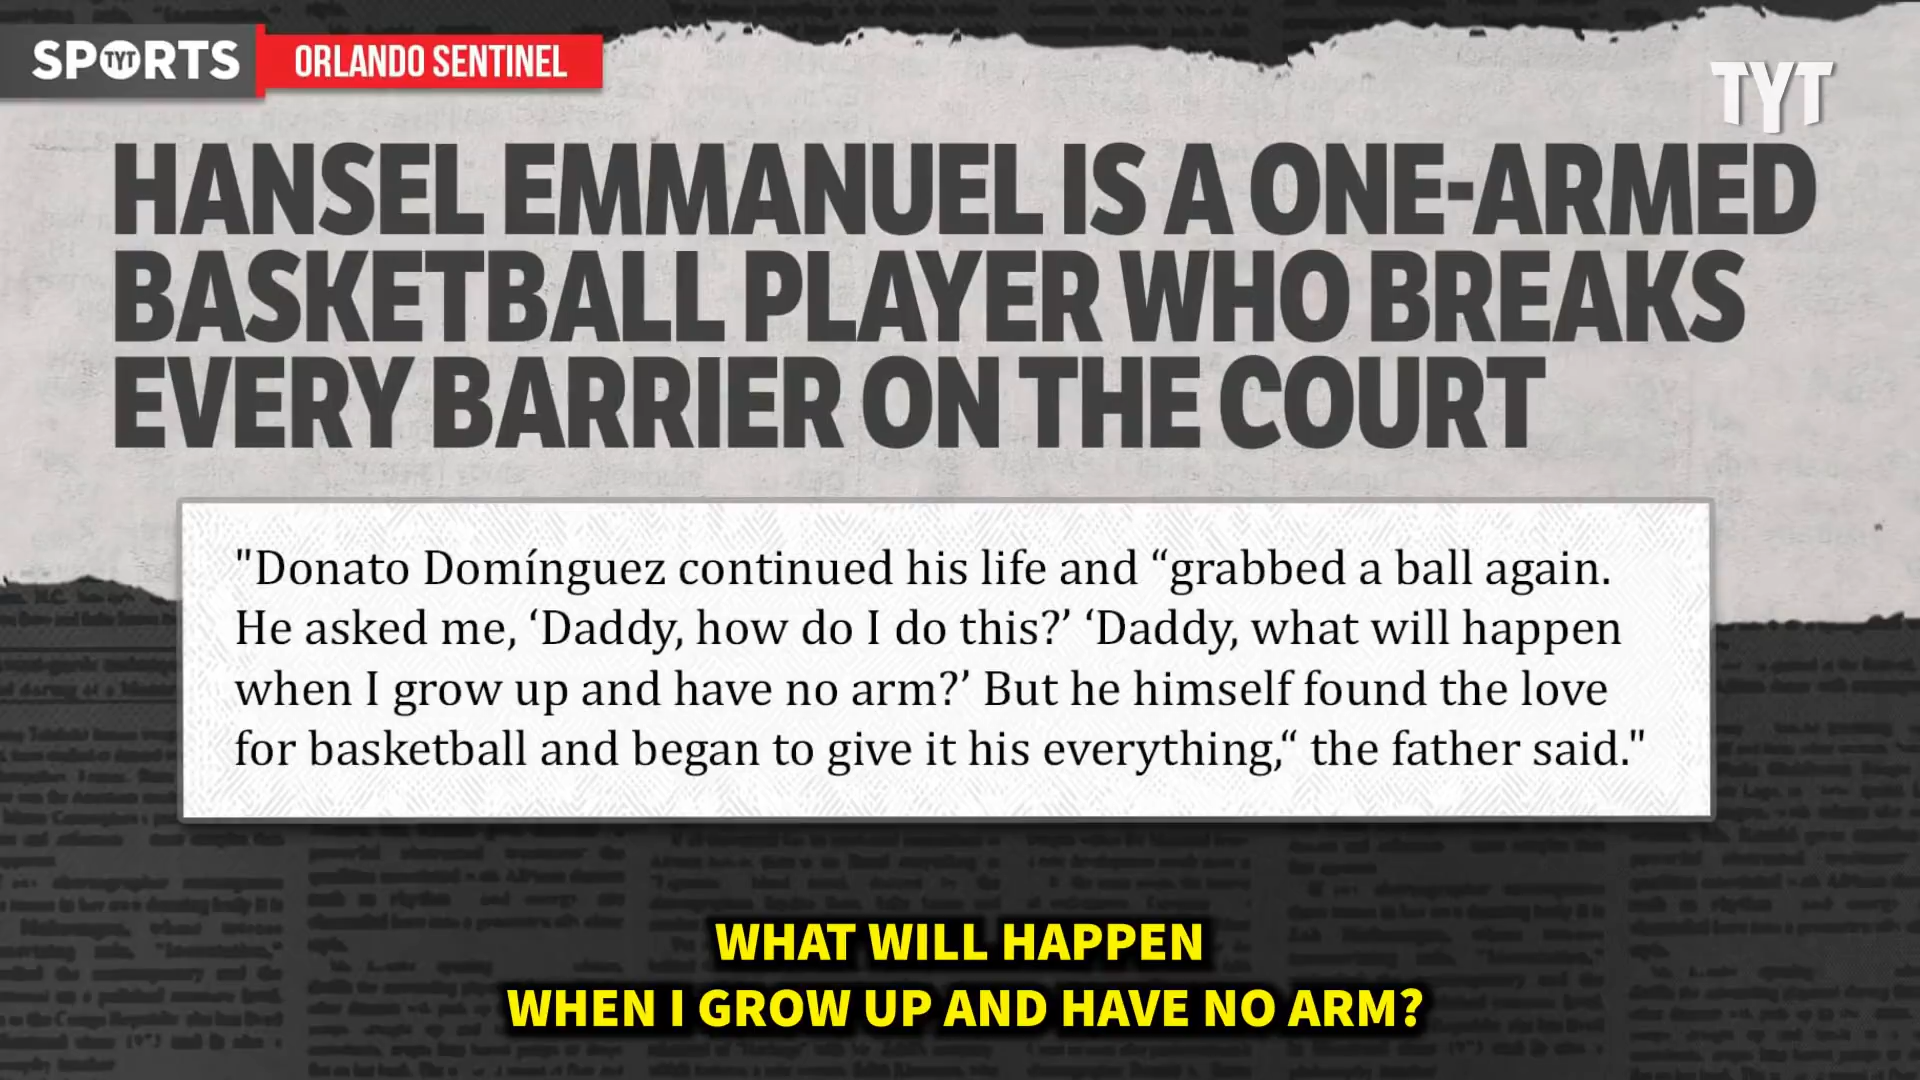 SPORTS
TYT
ORLANDO SENTINEL
TYT
HANSEL EMMANUEL IS A ONE-ARMED
BASKETBALL PLAYER WHO BREAKS
EVERY BARRIER ON THE COURT
"Donato Domínguez continued his life and “grabbed a ball again.
He asked me, ‘Daddy, how do I do this?’ ‘Daddy, what will happen
when I grow up and have no arm?’ But he himself found the love
for basketball and began to give it his everything,“ the father said."
WHAT WILL HAPPEN
WHEN I GROW UP AND HAVE NO ARM?